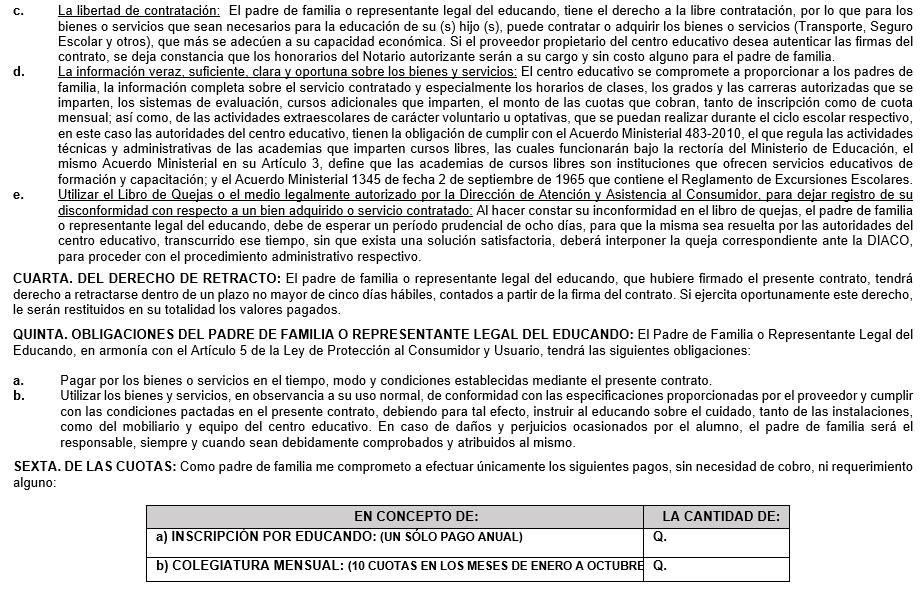 c. La libertad de contratación: El padre de familia o representante legal del educando, tiene el derecho a la libre contratación, por lo que para los
bienes o servicios que sean necesarios para la educación de su (s) hijo (s), puede contratar o adquirir los bienes o servicios (Transporte, Seguro
Escolar y otros), que más se adecúen a su capacidad económica. Si el proveedor propietario del centro educativo desea autenticar las firmas del
contrato, se deja constancia que los honorarios del Notario autorizante serán a su cargo y sin costo alguno para el padre de familia.
d. La información veraz, suficiente, clara y oportuna sobre los bienes y servicios: El centro educativo se compromete a proporcionar a los padres de
familia, la información completa sobre el servicio contratado y especialmente los horarios de clases, los grados y las carreras autorizadas que se
imparten, los sistemas de evaluación, cursos adicionales que imparten, el monto de las cuotas que cobran, tanto de inscripción como de cuota
mensual; así como, de las actividades extraescolares de carácter voluntario u optativas, que se puedan realizar durante el ciclo escolar respectivo,
en este caso las autoridades del centro educativo, tienen la obligación de cumplir con el Acuerdo Ministerial 483-2010, el que regula las actividades
técnicas y administrativas de las academias que imparten cursos libres, las cuales funcionarán bajo la rectoría del Ministerio de Educación, el
mismo Acuerdo Ministerial en su Artículo 3, define que las academias de cursos libres son instituciones que ofrecen servicios educativos de
formación y capacitación; y el Acuerdo Ministerial 1345 de fecha 2 de septiembre de 1965 que contiene el Reglamento de Excursiones Escolares.
e. Utilizar el Libro de Quejas o el medio legalmente autorizado por la Dirección de Atención y Asistencia al Consumidor, para dejar registro de su
disconformidad con respecto a un bien adquirido o servicio contratado: Al hacer constar su inconformidad en el libro de quejas, el padre de familia
o representante legal del educando, debe de esperar un período prudencial de ocho días, para que la misma sea resuelta por las autoridades del
centro educativo, transcurrido ese tiempo, sin que exista una solución satisfactoria, deberá interponer la queja correspondiente ante la DIACO,
para proceder con el procedimiento administrativo respectivo.
CUARTA. DEL DERECHO DE RETRACTO: El padre de familia o representante legal del educando, que hubiere firmado el presente contrato, tendrá
derecho a retractarse dentro de un plazo no mayor de cinco días hábiles, contados a partir de la firma del contrato. Si ejercita oportunamente este derecho,
le serán restituidos en su totalidad los valores pagados.
QUINTA. OBLIGACIONES DEL PADRE DE FAMILIA O REPRESENTANTE LEGAL DEL EDUCANDO: El Padre de Familia o Representante Legal del
Educando, en armonía con el Artículo 5 de la Ley de Protección al Consumidor y Usuario, tendrá las siguientes obligaciones:
a. Pagar por los bienes o servicios en el tiempo, modo y condiciones establecidas mediante el presente contrato.
b. Utilizar los bienes y servicios, en observancia a su uso normal, de conformidad con las especificaciones proporcionadas por el proveedor y cumplir
con las condiciones pactadas en el presente contrato, debiendo para tal efecto, instruir al educando sobre el cuidado, tanto de las instalaciones,
como del mobiliario y equipo del centro educativo. En caso de daños y perjuicios ocasionados por el alumno, el padre de familia será el
responsable, siempre y cuando sean debidamente comprobados y atribuidos al mismo.
SEXTA. DE LAS CUOTAS: Como padre de familia me comprometo a efectuar únicamente los siguientes pagos, sin necesidad de cobro, ni requerimiento
alguno:
EN CONCEPTO DE: LA CANTIDAD DE:
a) INSCRIPCIÓN POR EDUCANDO: (UN SÓLO PAGO ANUAL) Q.
b) COLEGIATURA MENSUAL: (10 CUOTAS EN LOS MESES DE ENERO A OCTUBRE Q.